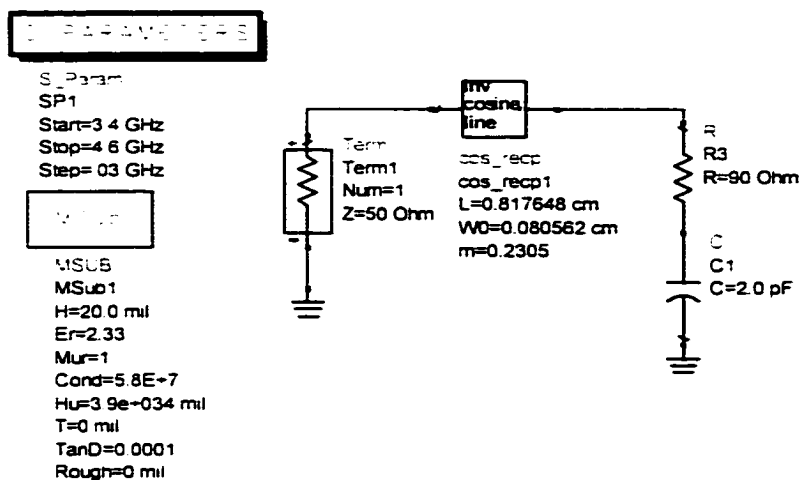 S_Param
SP1
Start=3 4 GHz
Stop=4 6 GHz
Step= 03 GHz
MSUB
MSub1
H=20.0 mil
Er=2.33
Mur=1
Cond=5.8E+7
Hu=3 9e+034 mil
T=0 mil
TanD=0.0001
Rough=0 mil
Term
Term1
Num=1
Z=50 Ohm
inv
cosine
line
cos_recp
cos_recp1
L=0.817648 cm
W0=0.080562 cm
m=0.2305
R
R3
R=90 Ohm
C
C1
C=2.0 pF